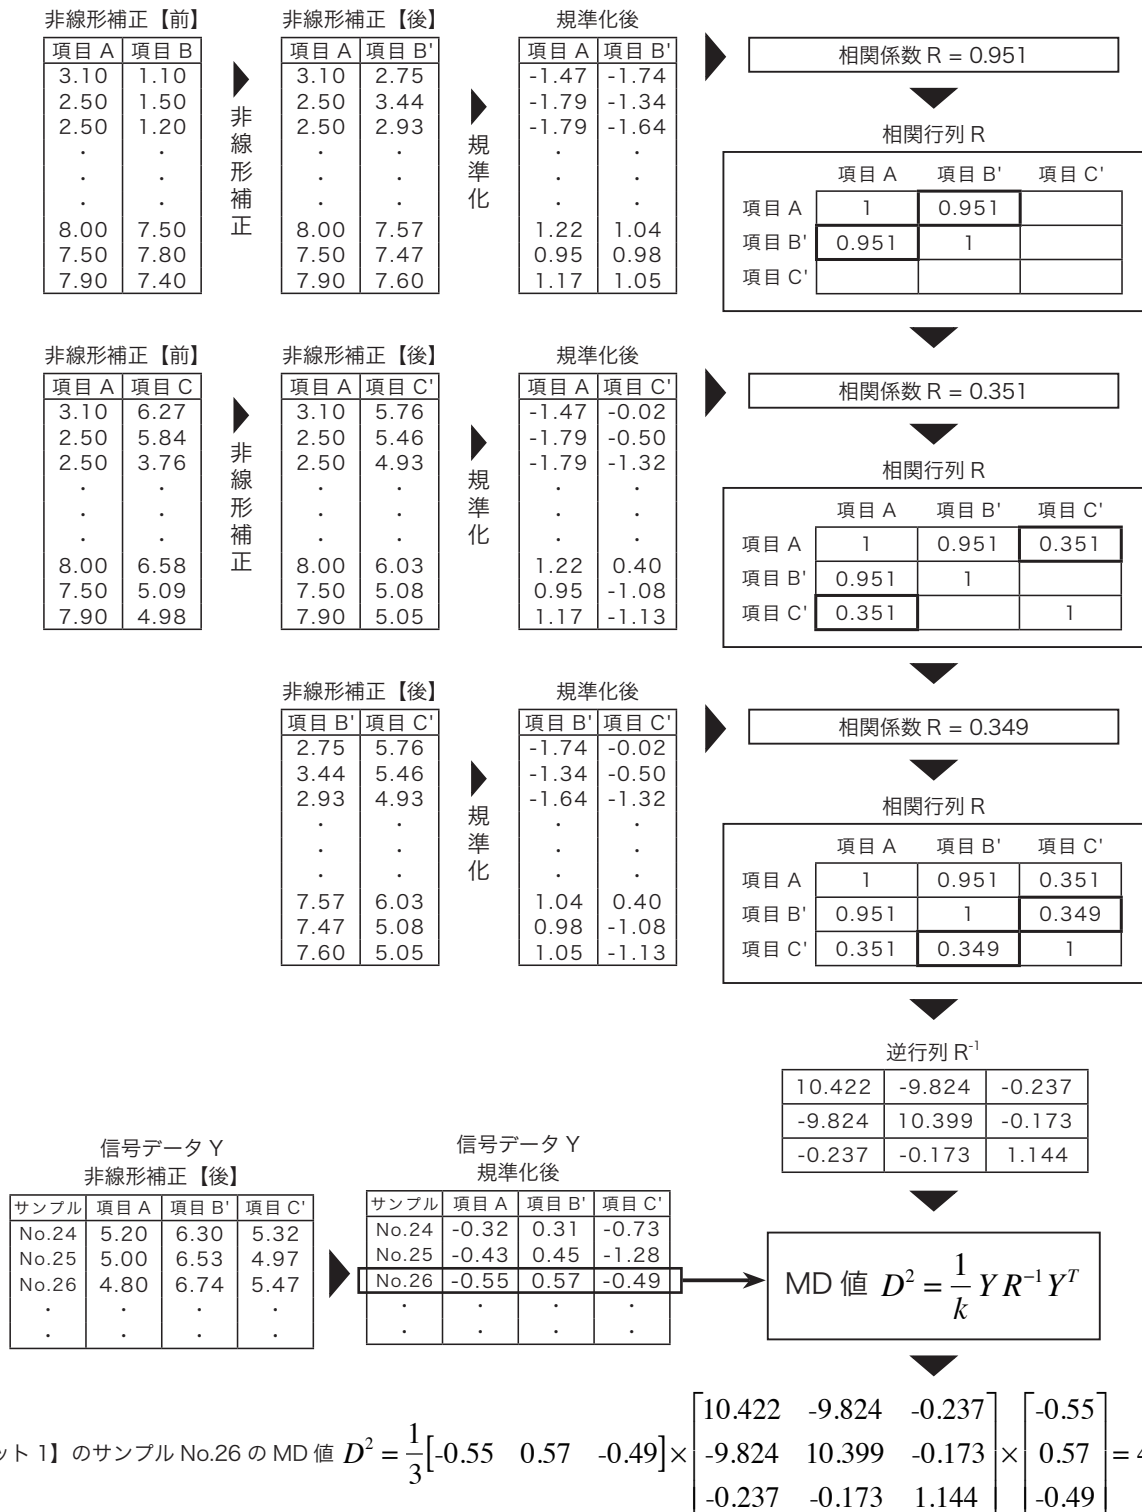 非線形補正【前】 非線形補正【後】 規準化後
項目 A 項目 B 項目 A 項目 B' 項目 A 項目 B' 相関係数 R = 0.951
3.10 1.10 3.10 2.75 -1.47 -1.74
2.50 1.50 2.50 3.44 -1.79 -1.34
2.50 1.20 2.50 2.93 -1.79 -1.64
非線形補正
規準化
8.00 7.50 8.00 7.57 1.22 1.04
7.50 7.80 7.50 7.47 0.95 0.98
7.90 7.40 7.90 7.60 1.17 1.05
相関行列 R
項目 A 項目 B' 項目 C'
項目 A 1 0.951
項目 B' 0.951 1
項目 C'
非線形補正【前】 非線形補正【後】 規準化後
項目 A 項目 C 項目 A 項目 C' 項目 A 項目 C' 相関係数 R = 0.351
3.10 6.27 3.10 5.76 -1.47 -0.02
2.50 5.84 2.50 5.46 -1.79 -0.50
2.50 3.76 2.50 4.93 -1.79 -1.32
非線形補正
規準化
8.00 6.58 8.00 6.03 1.22 0.40
7.50 5.09 7.50 5.08 0.95 -1.08
7.90 4.98 7.90 5.05 1.17 -1.13
相関行列 R
項目 A 項目 B' 項目 C'
項目 A 1 0.951 0.351
項目 B' 0.951 1
項目 C' 0.351 1
非線形補正【後】 規準化後
項目 B' 項目 C' 項目 B' 項目 C' 相関係数 R = 0.349
2.75 5.76 -1.74 -0.02
3.44 5.46 -1.34 -0.50
2.93 4.93 -1.64 -1.32
規準化
7.57 6.03 1.04 0.40
7.47 5.08 0.98 -1.08
7.60 5.05 1.05 -1.13
相関行列 R
項目 A 項目 B' 項目 C'
項目 A 1 0.951 0.351
項目 B' 0.951 1 0.349
項目 C' 0.351 0.349 1
逆行列 R⁻¹
10.422 -9.824 -0.237
-9.824 10.399 -0.173
-0.237 -0.173 1.144
信号データ Y
非線形補正【後】
サンプル 項目 A 項目 B' 項目 C'
No.24 5.20 6.30 5.32
No.25 5.00 6.53 4.97
No.26 4.80 6.74 5.47
信号データ Y
規準化後
サンプル 項目 A 項目 B' 項目 C'
No.24 -0.32 0.31 -0.73
No.25 -0.43 0.45 -1.28
No.26 -0.55 0.57 -0.49
MD 値 D² = 1/k Y R⁻¹ Yᵀ
ット 1】のサンプル No.26 の MD 値 D² = 1/3 [-0.55 0.57 -0.49] × [10.422 -9.824 -0.237
-9.824 10.399 -0.173
-0.237 -0.173 1.144] × [-0.55
0.57
-0.49] = 4